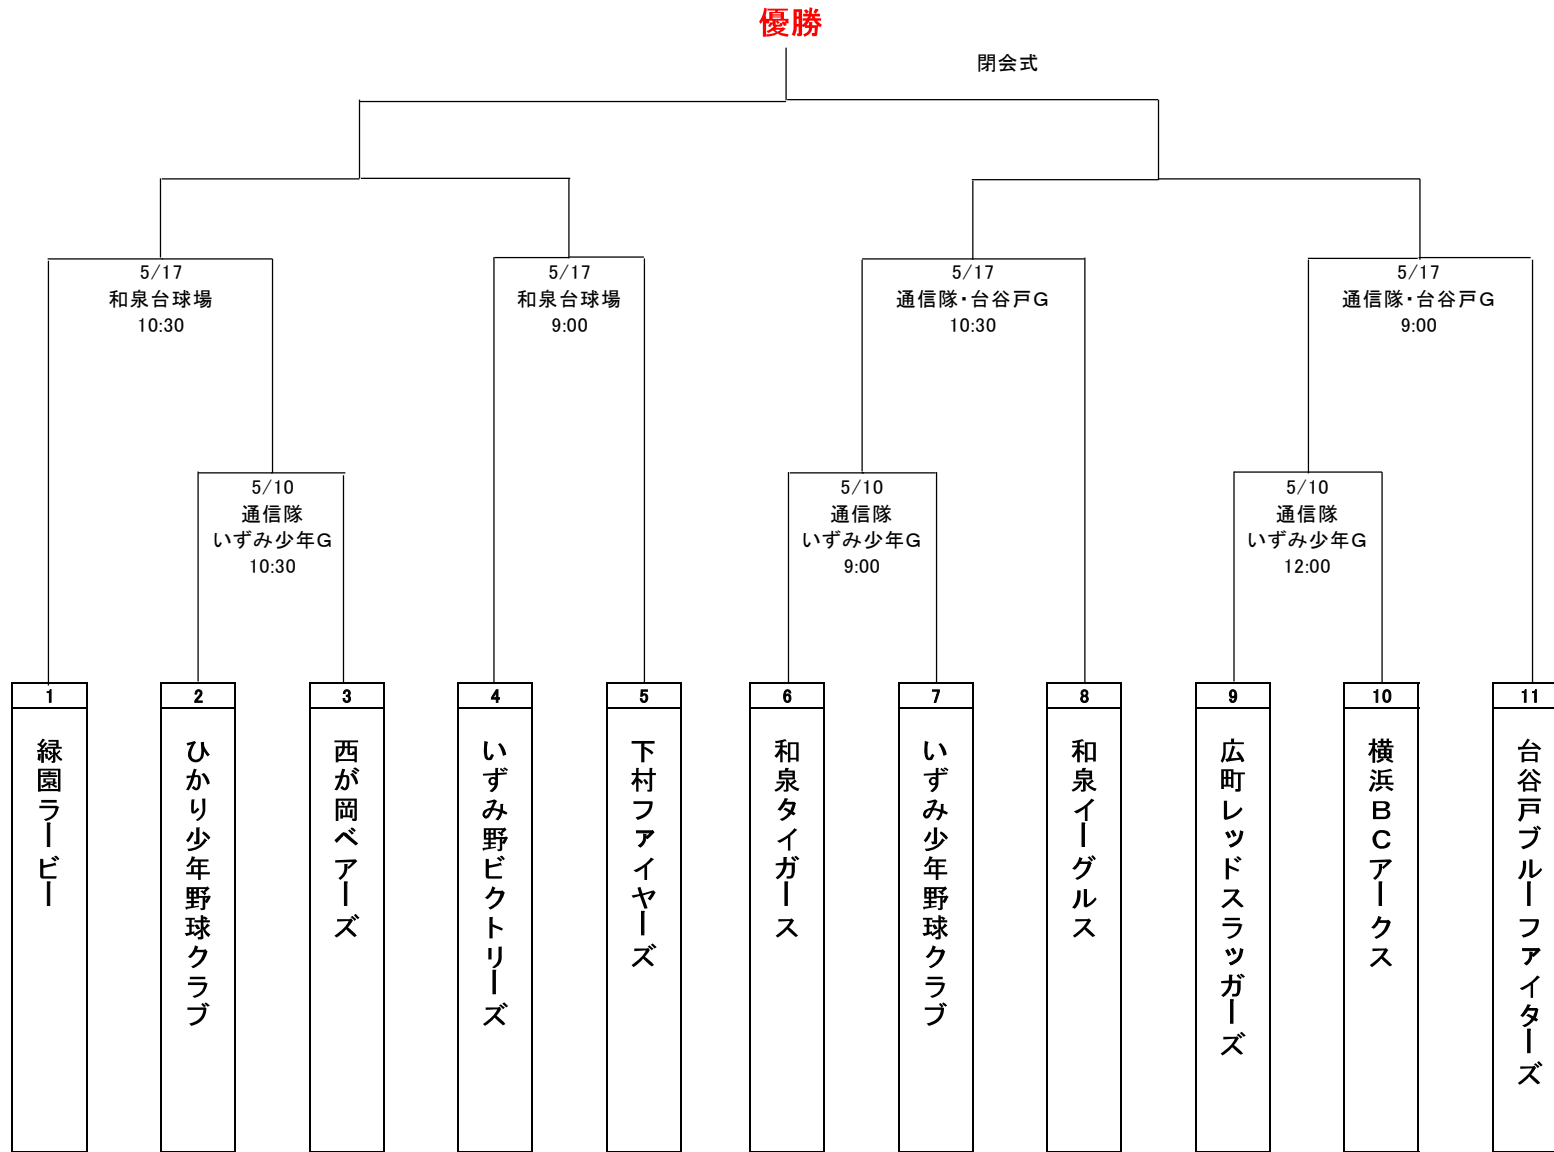 優勝
閉会式
5/17
和泉台球場
10:30
5/17
和泉台球場
9:00
5/17
通信隊・台谷戸G
10:30
5/17
通信隊・台谷戸G
9:00
5/10
通信隊
いずみ少年G
10:30
5/10
通信隊
いずみ少年G
9:00
5/10
通信隊
いずみ少年G
12:00
1
緑園ラービー
2
ひかり少年野球クラブ
3
西が岡ベアーズ
4
いずみ野ビクトリーズ
5
下村ファイヤーズ
6
和泉タイガース
7
いずみ少年野球クラブ
8
和泉イーグルス
9
広町レッドスラッガーズ
10
横浜BCアークス
11
台谷戸ブルーファイターズ